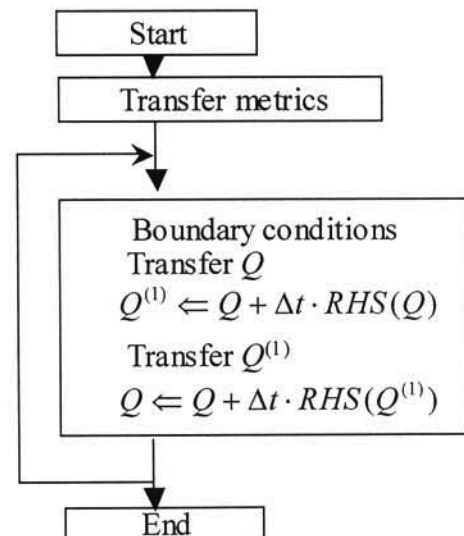 Start
Transfer metrics
Boundary conditions
Transfer Q
Q⁽¹⁾ ⇐ Q + Δt · RHS(Q)
Transfer Q⁽¹⁾
Q ⇐ Q + Δt · RHS(Q⁽¹⁾)
End